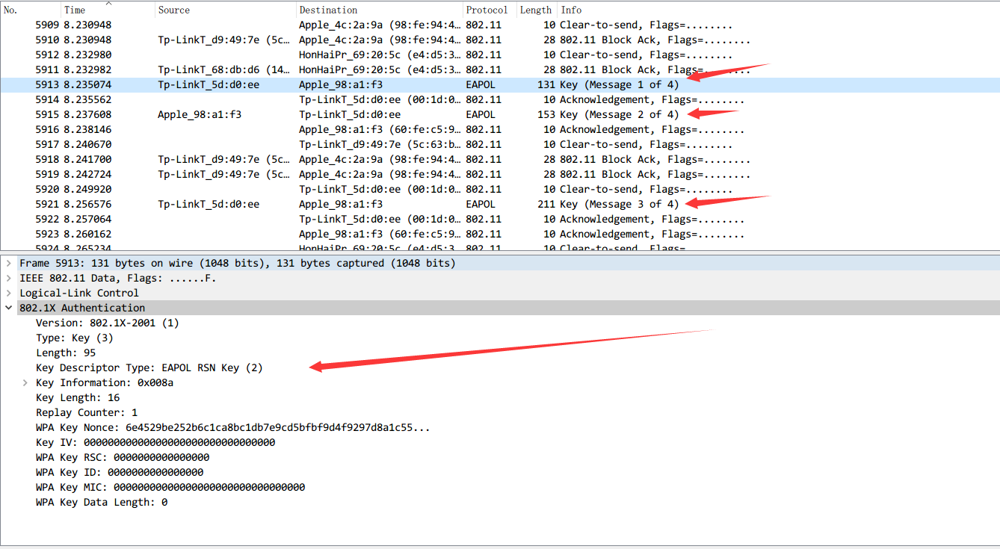 No. Time Source Destination Protocol Length Info
5909 8.230948 Apple_4c:2a:9a (98:fe:94:4… 802.11 10 Clear-to-send, Flags=........
5910 8.230948 Tp-LinkT_d9:49:7e (5c… Apple_4c:2a:9a (98:fe:94:4… 802.11 28 802.11 Block Ack, Flags=........
5912 8.232980 HonHaiPr_69:20:5c (e4:d5:3… 802.11 10 Clear-to-send, Flags=........
5911 8.232982 Tp-LinkT_68:db:d6 (14… HonHaiPr_69:20:5c (e4:d5:3… 802.11 28 802.11 Block Ack, Flags=........
5913 8.235074 Tp-LinkT_5d:d0:ee Apple_98:a1:f3 EAPOL 131 Key (Message 1 of 4)
5914 8.235562 Tp-LinkT_5d:d0:ee (00:1d:0… 802.11 10 Acknowledgement, Flags=........
5915 8.237608 Apple_98:a1:f3 Tp-LinkT_5d:d0:ee EAPOL 153 Key (Message 2 of 4)
5916 8.238146 Apple_98:a1:f3 (60:fe:c5:9… 802.11 10 Acknowledgement, Flags=........
5917 8.240670 Tp-LinkT_d9:49:7e (5c:63:b… 802.11 10 Clear-to-send, Flags=........
5918 8.241700 Tp-LinkT_d9:49:7e (5c… Apple_4c:2a:9a (98:fe:94:4… 802.11 28 802.11 Block Ack, Flags=........
5919 8.242724 Tp-LinkT_d9:49:7e (5c… Apple_4c:2a:9a (98:fe:94:4… 802.11 28 802.11 Block Ack, Flags=........
5920 8.249920 Tp-LinkT_5d:d0:ee (00:1d:0… 802.11 10 Clear-to-send, Flags=........
5921 8.256576 Tp-LinkT_5d:d0:ee Apple_98:a1:f3 EAPOL 211 Key (Message 3 of 4)
5922 8.257064 Tp-LinkT_5d:d0:ee (00:1d:0… 802.11 10 Acknowledgement, Flags=........
5923 8.260162 Apple_98:a1:f3 (60:fe:c5:9… 802.11 10 Acknowledgement, Flags=........
5924 8.265234 HonHaiPr_69:20:5c (e4:d5:3… 802.11 10 Clear-to-send, Flags=
Frame 5913: 131 bytes on wire (1048 bits), 131 bytes captured (1048 bits)
IEEE 802.11 Data, Flags: ......F.
Logical-Link Control
802.1X Authentication
Version: 802.1X-2001 (1)
Type: Key (3)
Length: 95
Key Descriptor Type: EAPOL RSN Key (2)
Key Information: 0x008a
Key Length: 16
Replay Counter: 1
WPA Key Nonce: 6e4529be252b6c1ca8bc1db7e9cd5bfbf9d4f9297d8a1c55...
Key IV: 00000000000000000000000000000000
WPA Key RSC: 0000000000000000
WPA Key ID: 0000000000000000
WPA Key MIC: 00000000000000000000000000000000
WPA Key Data Length: 0